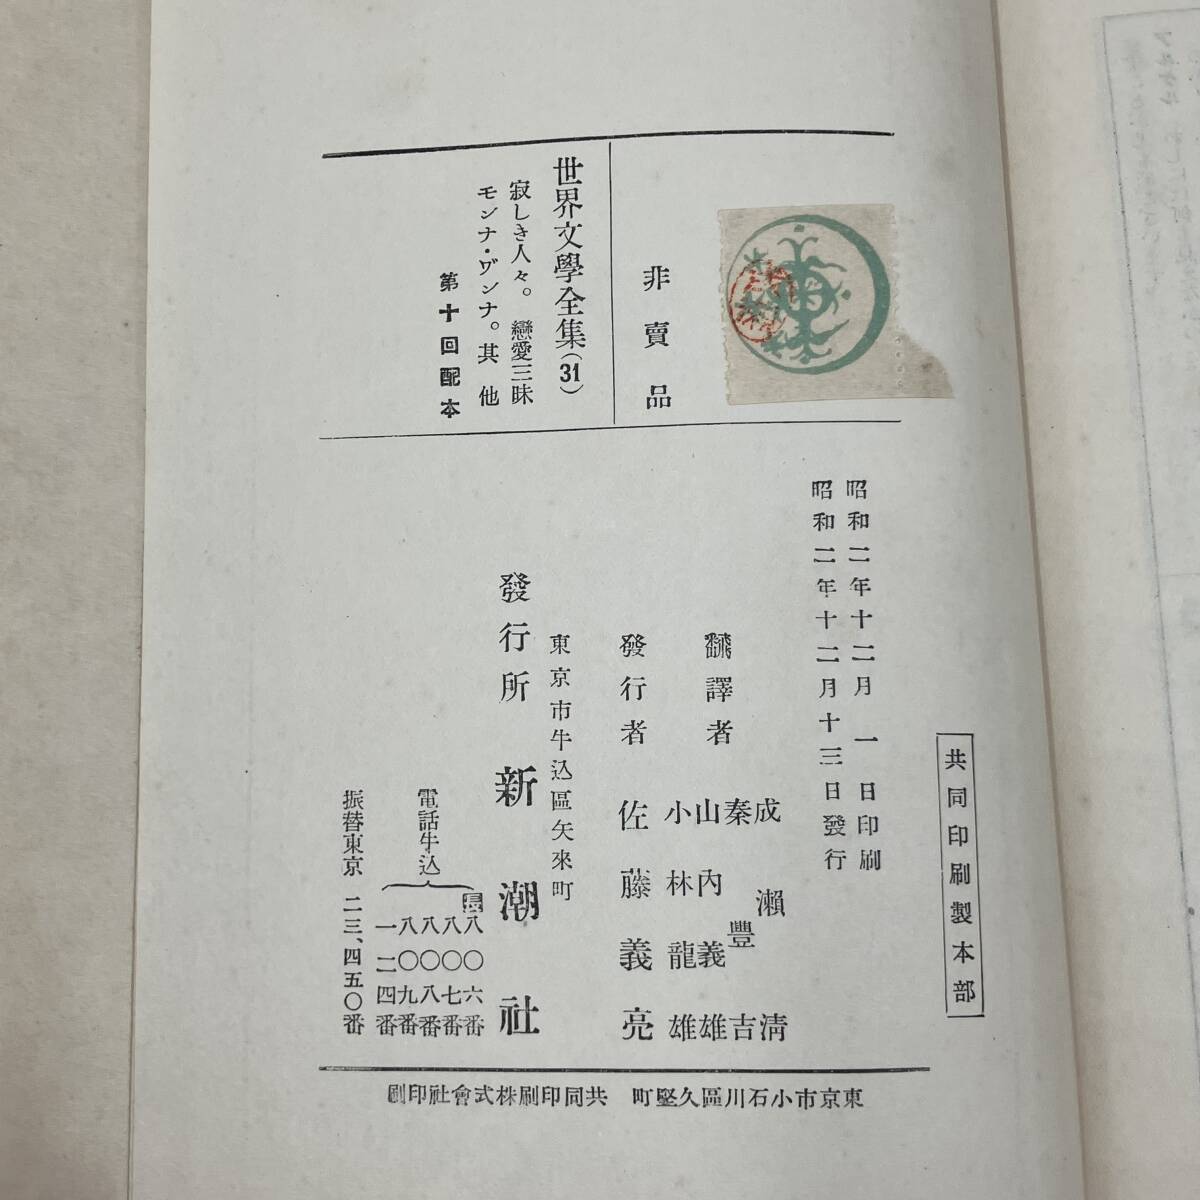 非賣品
世界文學全集(31)
寂しき人々。戀愛三昧
モンナ・ヴンナ。其他
第十回配本
昭和二年十二月一日印刷
昭和二年十二月十三日發行
飜譯者
成瀨清
秦豐吉
山內義雄
小林龍雄
發行者 佐藤義亮
東京市牛込區矢來町
發行所 新潮社
電話牛込
長八〇六番
八〇七番
八〇八番
八〇九番
一二四番
振替東京 二三、四五〇番
共同印刷製本部
東京市小石川區久堅町 共同印刷株式會社印刷